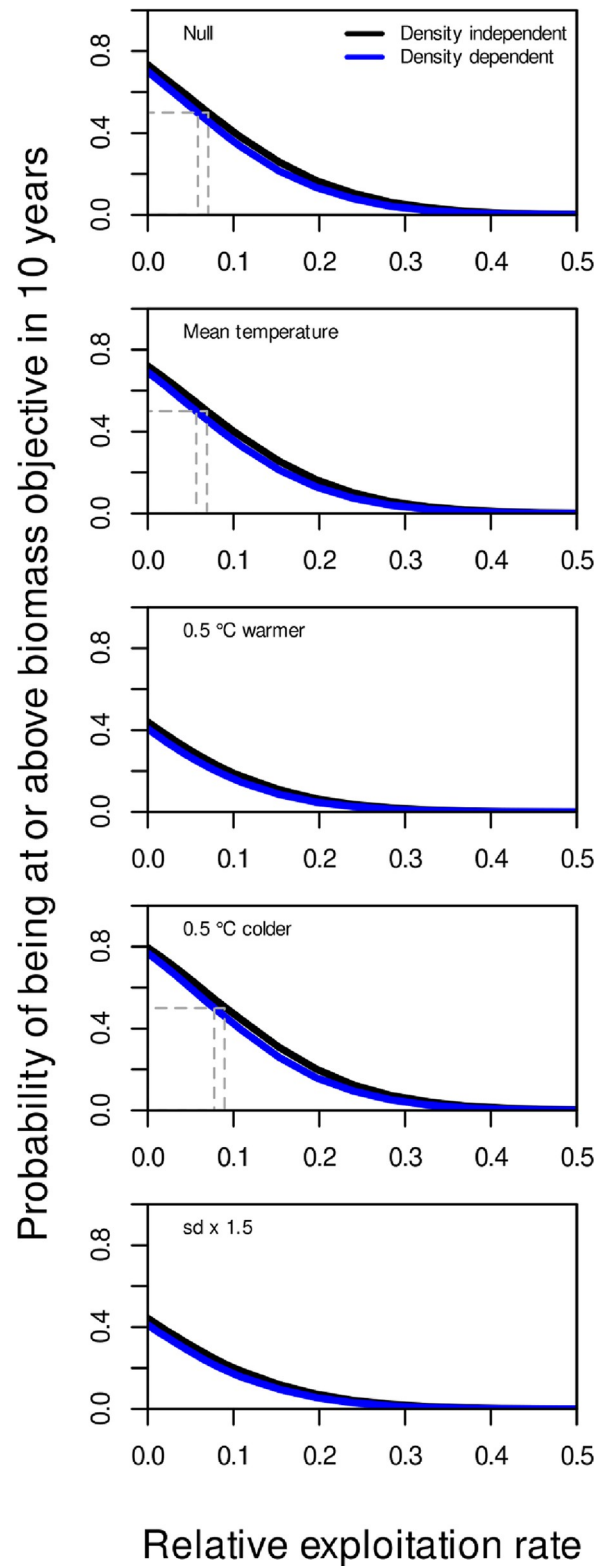 Probability of being at or above biomass objective in 10 years
Null
Density independent
Density dependent
0.8
0.4
0.0
0.0 0.1 0.2 0.3 0.4 0.5
Mean temperature
0.8
0.4
0.0
0.0 0.1 0.2 0.3 0.4 0.5
0.5 °C warmer
0.8
0.4
0.0
0.0 0.1 0.2 0.3 0.4 0.5
0.5 °C colder
0.8
0.4
0.0
0.0 0.1 0.2 0.3 0.4 0.5
sd x 1.5
0.8
0.4
0.0
0.0 0.1 0.2 0.3 0.4 0.5
Relative exploitation rate